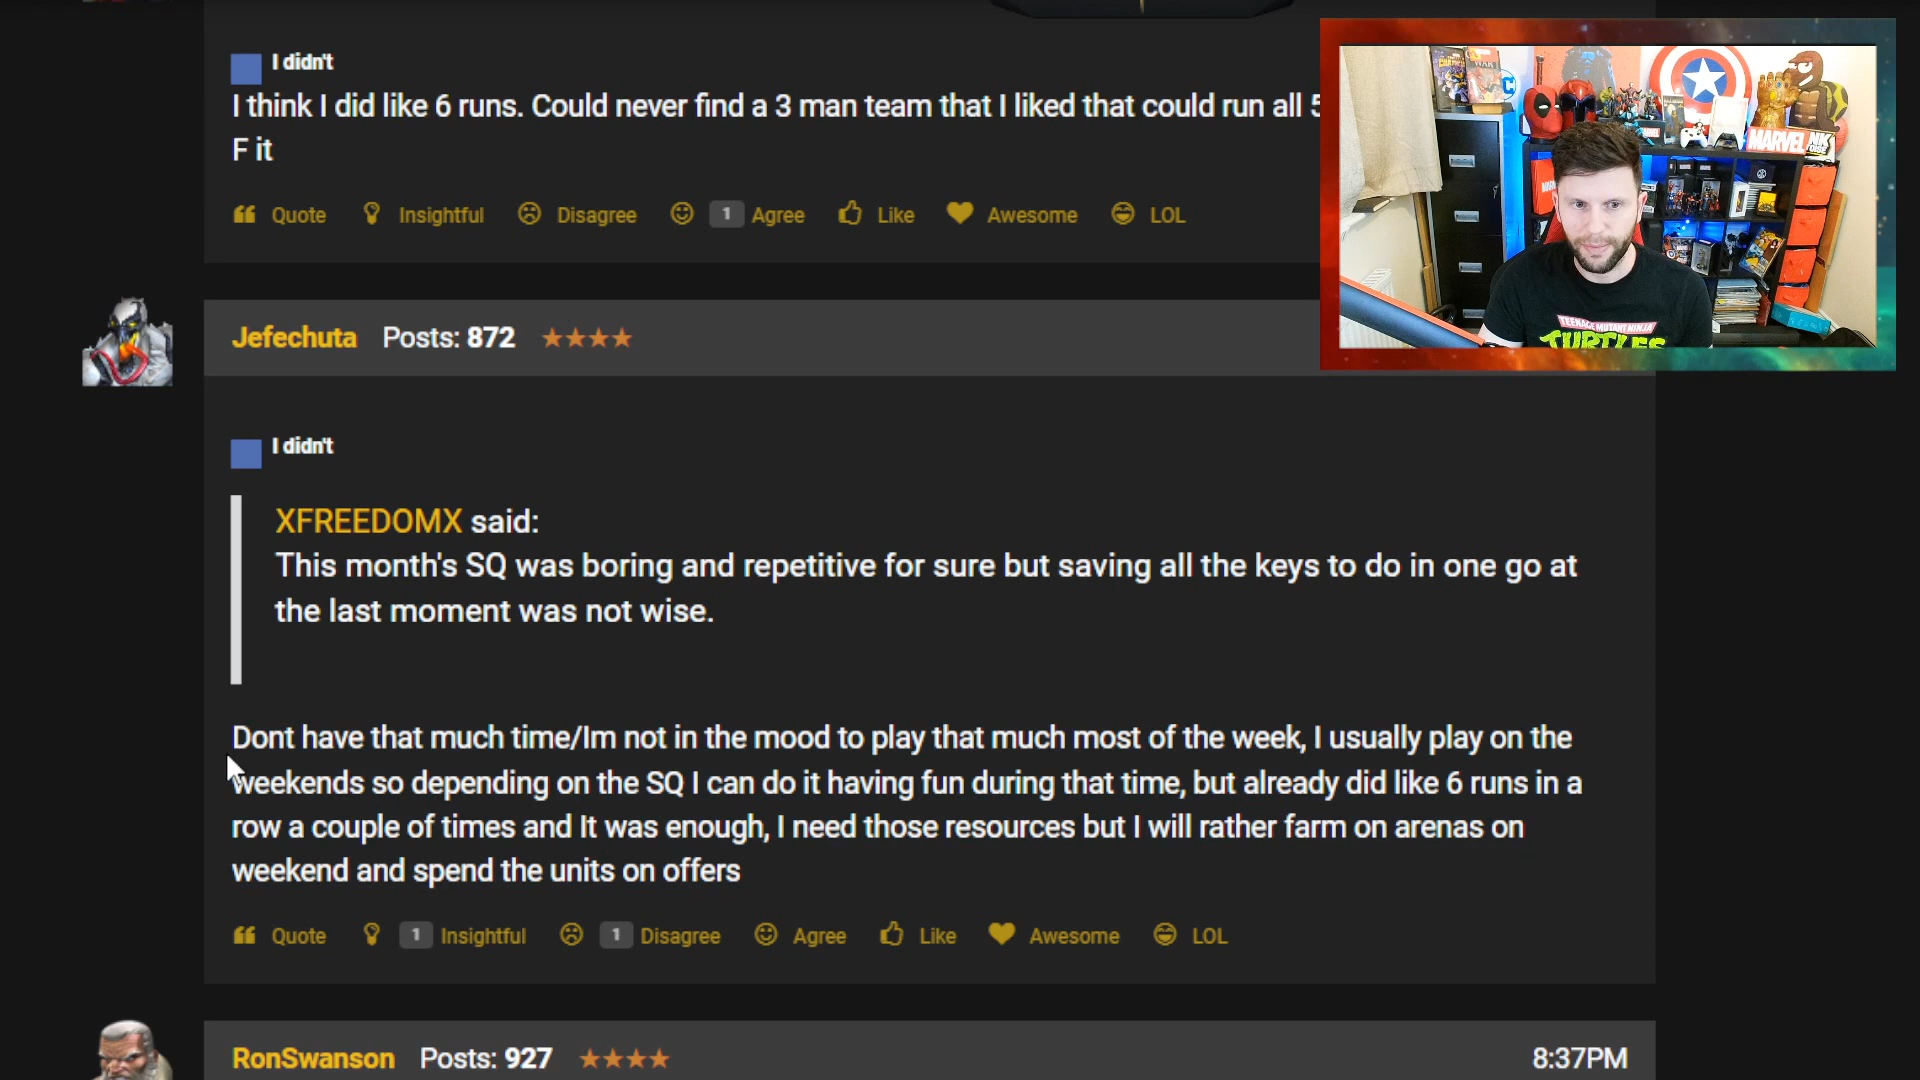 I didn't
I think I did like 6 runs. Could never find a 3 man team that I liked that could run all 5
F it
Quote Insightful Disagree 1 Agree Like Awesome LOL
MARVEL
TEENAGE MUTANT NINJA
TURTLES
Jefechuta Posts: 872 ★★★★
I didn't
XFREEDOMX said:
This month's SQ was boring and repetitive for sure but saving all the keys to do in one go at
the last moment was not wise.
Dont have that much time/Im not in the mood to play that much most of the week, I usually play on the
weekends so depending on the SQ I can do it having fun during that time, but already did like 6 runs in a
row a couple of times and It was enough, I need those resources but I will rather farm on arenas on
weekend and spend the units on offers
Quote 1 Insightful 1 Disagree Agree Like Awesome LOL
RonSwanson Posts: 927 ★★★★ 8:37PM